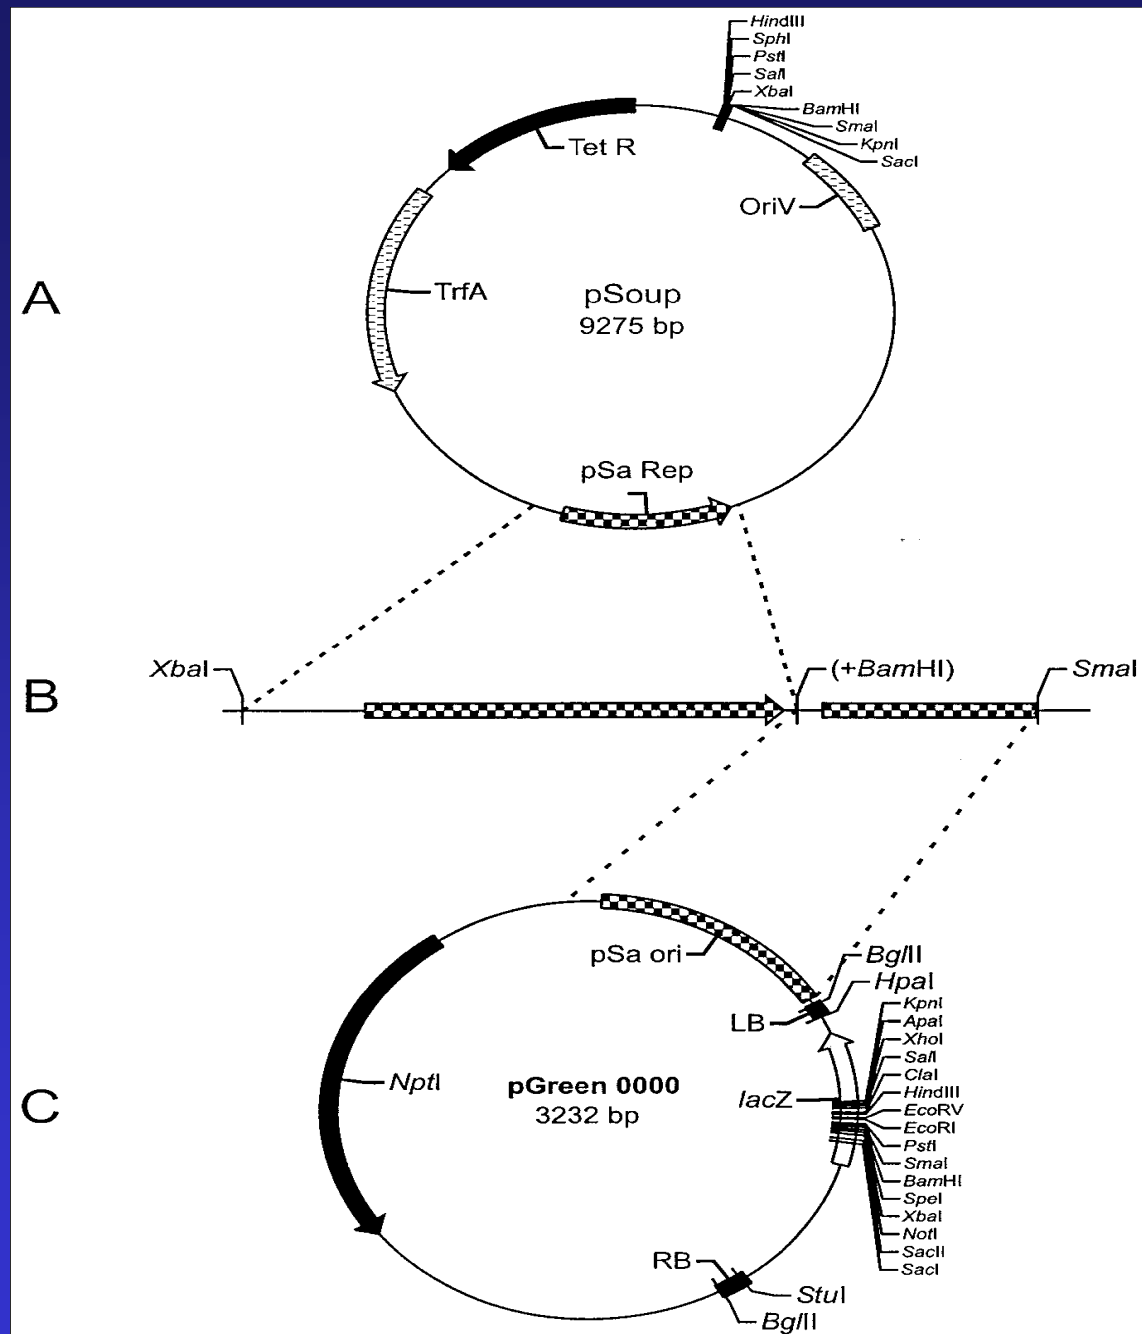 HindIII
SphI
PstI
SalI
XbaI
BamHI
SmaI
KpnI
SacI
Tet R
OriV
A
TrfA
pSoup
9275 bp
pSa Rep
XbaI
(+BamHI)
SmaI
B
pSa ori
BglII
HpaI
LB
KpnI
ApaI
XhoI
SalI
ClaI
HindIII
EcoRV
EcoRI
PstI
SmaI
BamHI
SpeI
XbaI
NotI
SacII
SacI
C
NptI
pGreen 0000
3232 bp
lacZ
RB
StuI
BglII